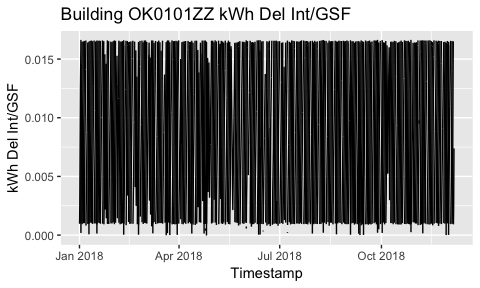 Building OK0101ZZ kWh Del Int/GSF
kWh Del Int/GSF
0.015
0.010
0.005
0.000
Jan 2018 Apr 2018 Jul 2018 Oct 2018
Timestamp